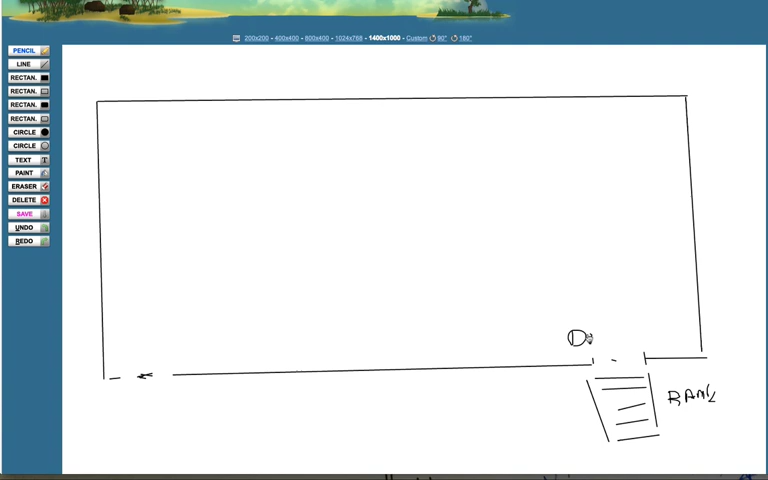 200x200 - 400x400 - 800x400 - 1024x768 - 1400x1000 - Custom 90° 180°
PENCIL
LINE
RECTAN.
RECTAN.
RECTAN.
RECTAN.
CIRCLE
CIRCLE
TEXT T
PAINT
ERASER
DELETE
SAVE
UNDO
REDO